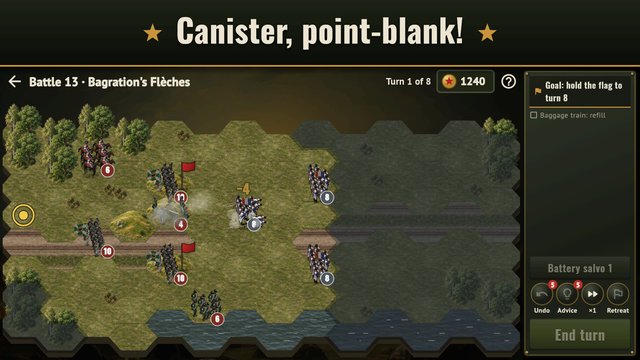 Canister, point-blank!
Battle 13 · Bagration's Flèches
Turn 1 of 8
1240
Goal: hold the flag to
turn 8
Baggage train: refill
6
-4
8
4
10
10
8
6
Battery salvo 1
5
5
Undo
Advice
×1
Retreat
End turn